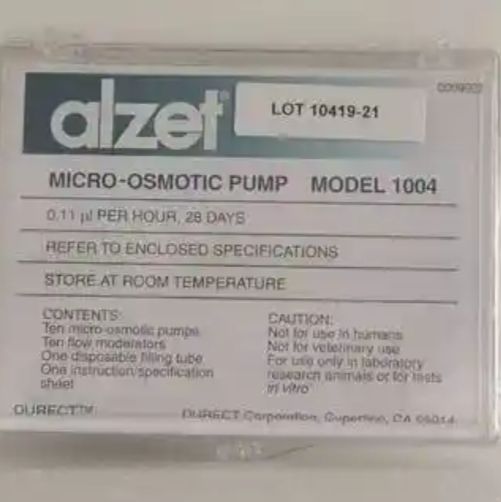 alzet®
LOT 10419-21
MICRO-OSMOTIC PUMP MODEL 1004
0.11 µl PER HOUR, 28 DAYS
REFER TO ENCLOSED SPECIFICATIONS
STORE AT ROOM TEMPERATURE
CONTENTS:
Ten micro-osmotic pumps
Ten flow moderators
One disposable filling tube
One instruction/specification
sheet
CAUTION:
Not for use in humans
Not for veterinary use
For use only in laboratory
research animals or for tests
in vitro
DURECT™
DURECT Corporation, Cupertino, CA